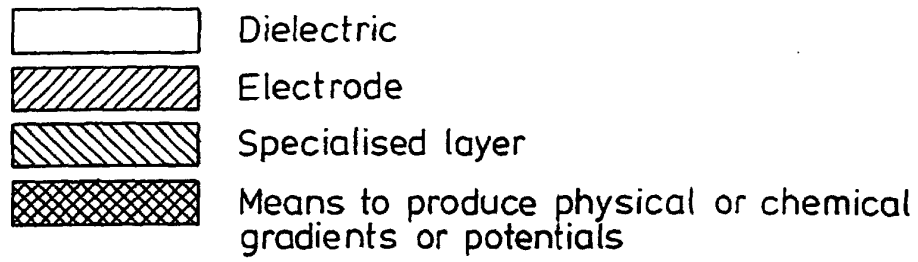 Dielectric
Electrode
Specialised layer
Means to produce physical or chemical
gradients or potentials